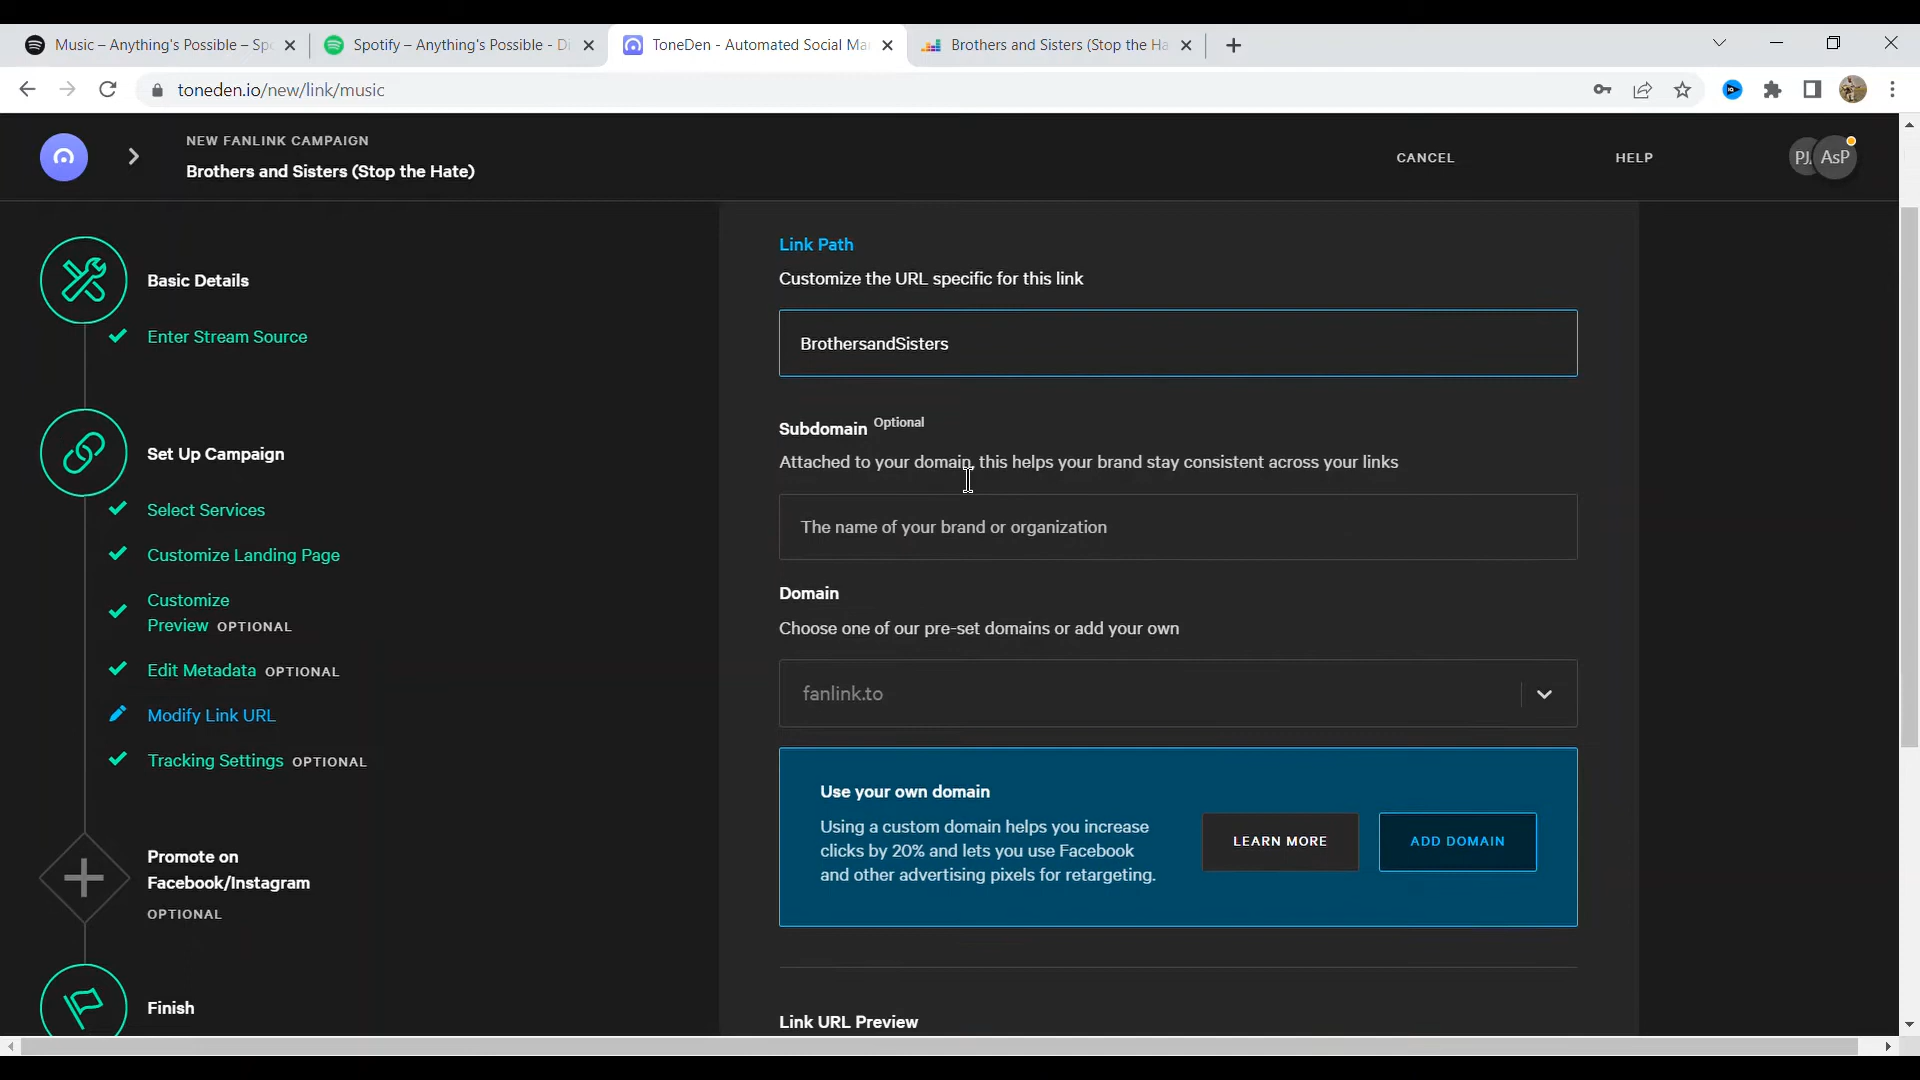 Music – Anything's Possible – Sp
Spotify – Anything's Possible - Di
ToneDen - Automated Social Ma
Brothers and Sisters (Stop the Ha
toneden.io/new/link/music
NEW FANLINK CAMPAIGN
Brothers and Sisters (Stop the Hate)
CANCEL
HELP
PJ
AsP
Basic Details
Enter Stream Source
Set Up Campaign
Select Services
Customize Landing Page
Customize
Preview OPTIONAL
Edit Metadata OPTIONAL
Modify Link URL
Tracking Settings OPTIONAL
Promote on
Facebook/Instagram
OPTIONAL
Finish
Link Path
Customize the URL specific for this link
BrothersandSisters
Subdomain Optional
Attached to your domain, this helps your brand stay consistent across your links
The name of your brand or organization
Domain
Choose one of our pre-set domains or add your own
fanlink.to
Use your own domain
Using a custom domain helps you increase
clicks by 20% and lets you use Facebook
and other advertising pixels for retargeting.
LEARN MORE
ADD DOMAIN
Link URL Preview